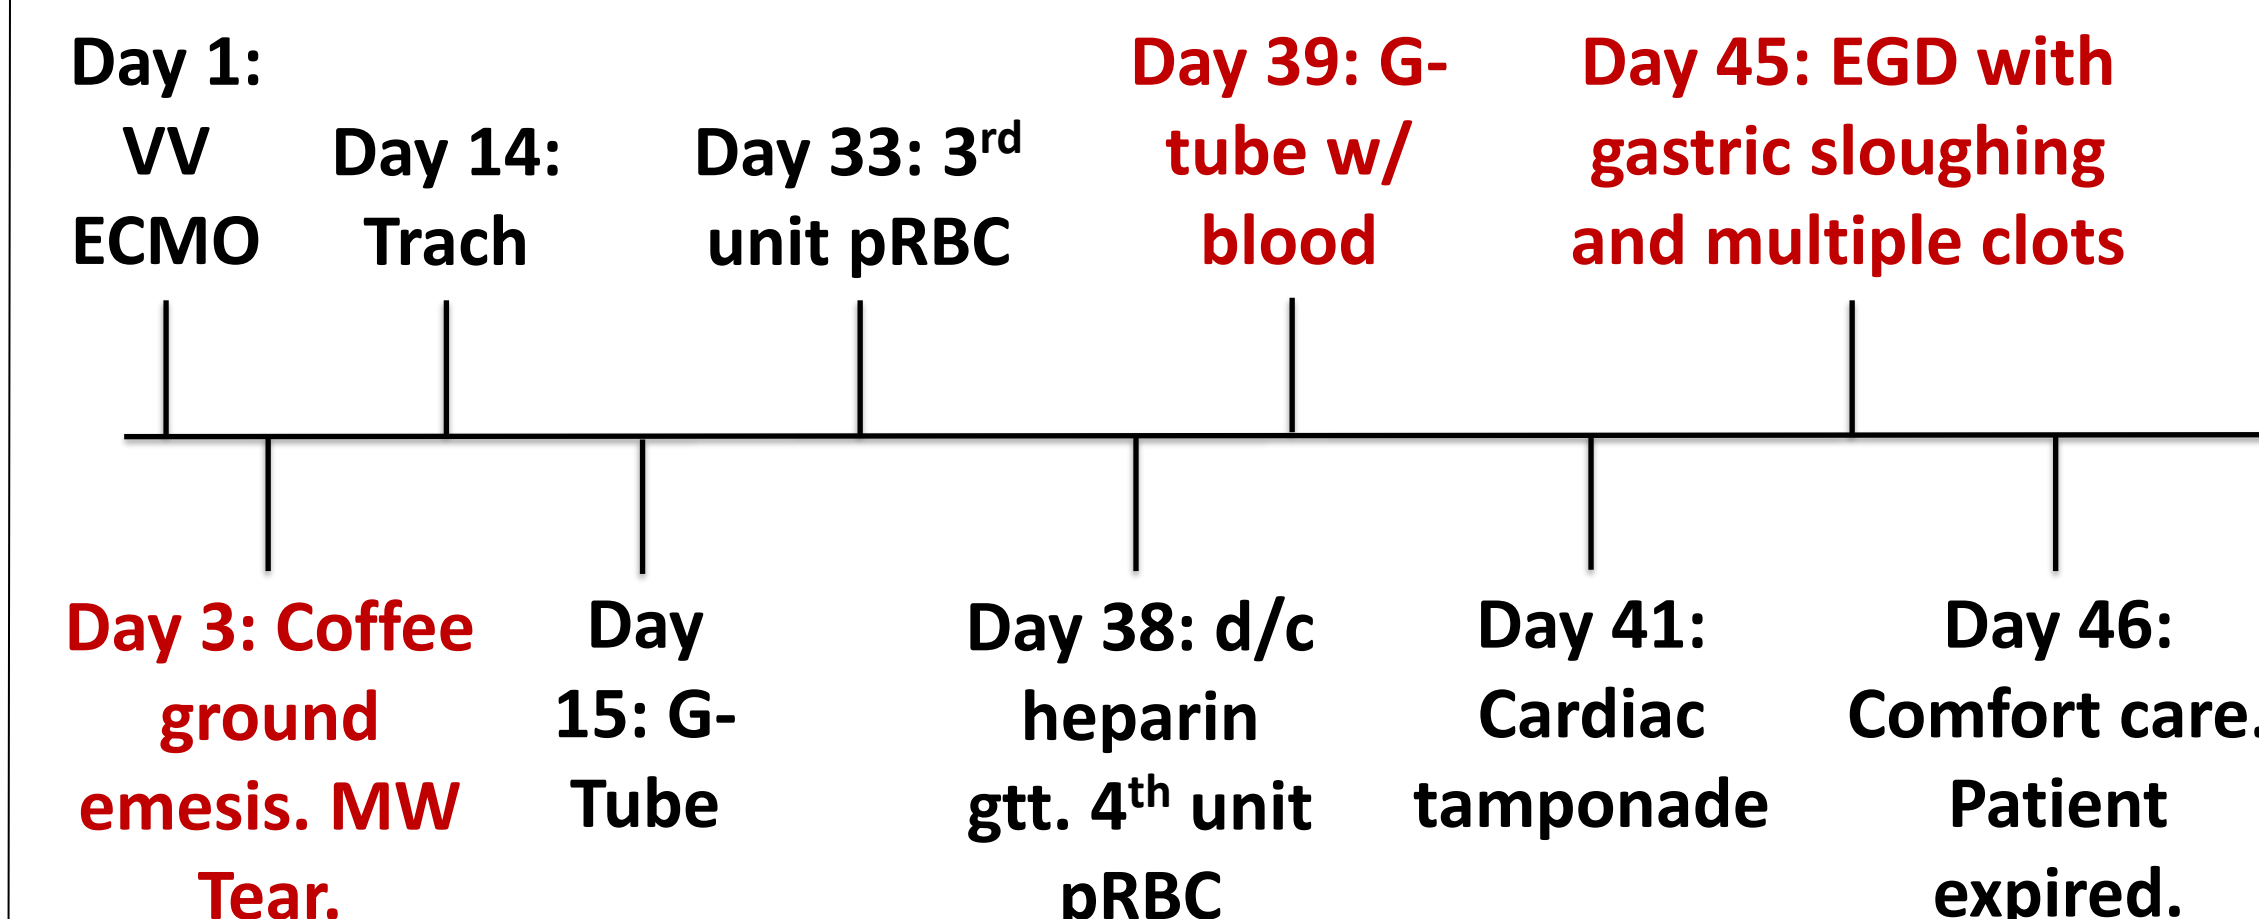 Day 1:
VV
ECMO
Day 14:
Trach
Day 33: 3rd
unit pRBC
Day 39: G-
tube w/
blood
Day 45: EGD with
gastric sloughing
and multiple clots
Day 3: Coffee
ground
emesis. MW
Tear.
Day
15: G-
Tube
Day 38: d/c
heparin
gtt. 4th unit
pRBC
Day 41:
Cardiac
tamponade
Day 46:
Comfort care.
Patient
expired.